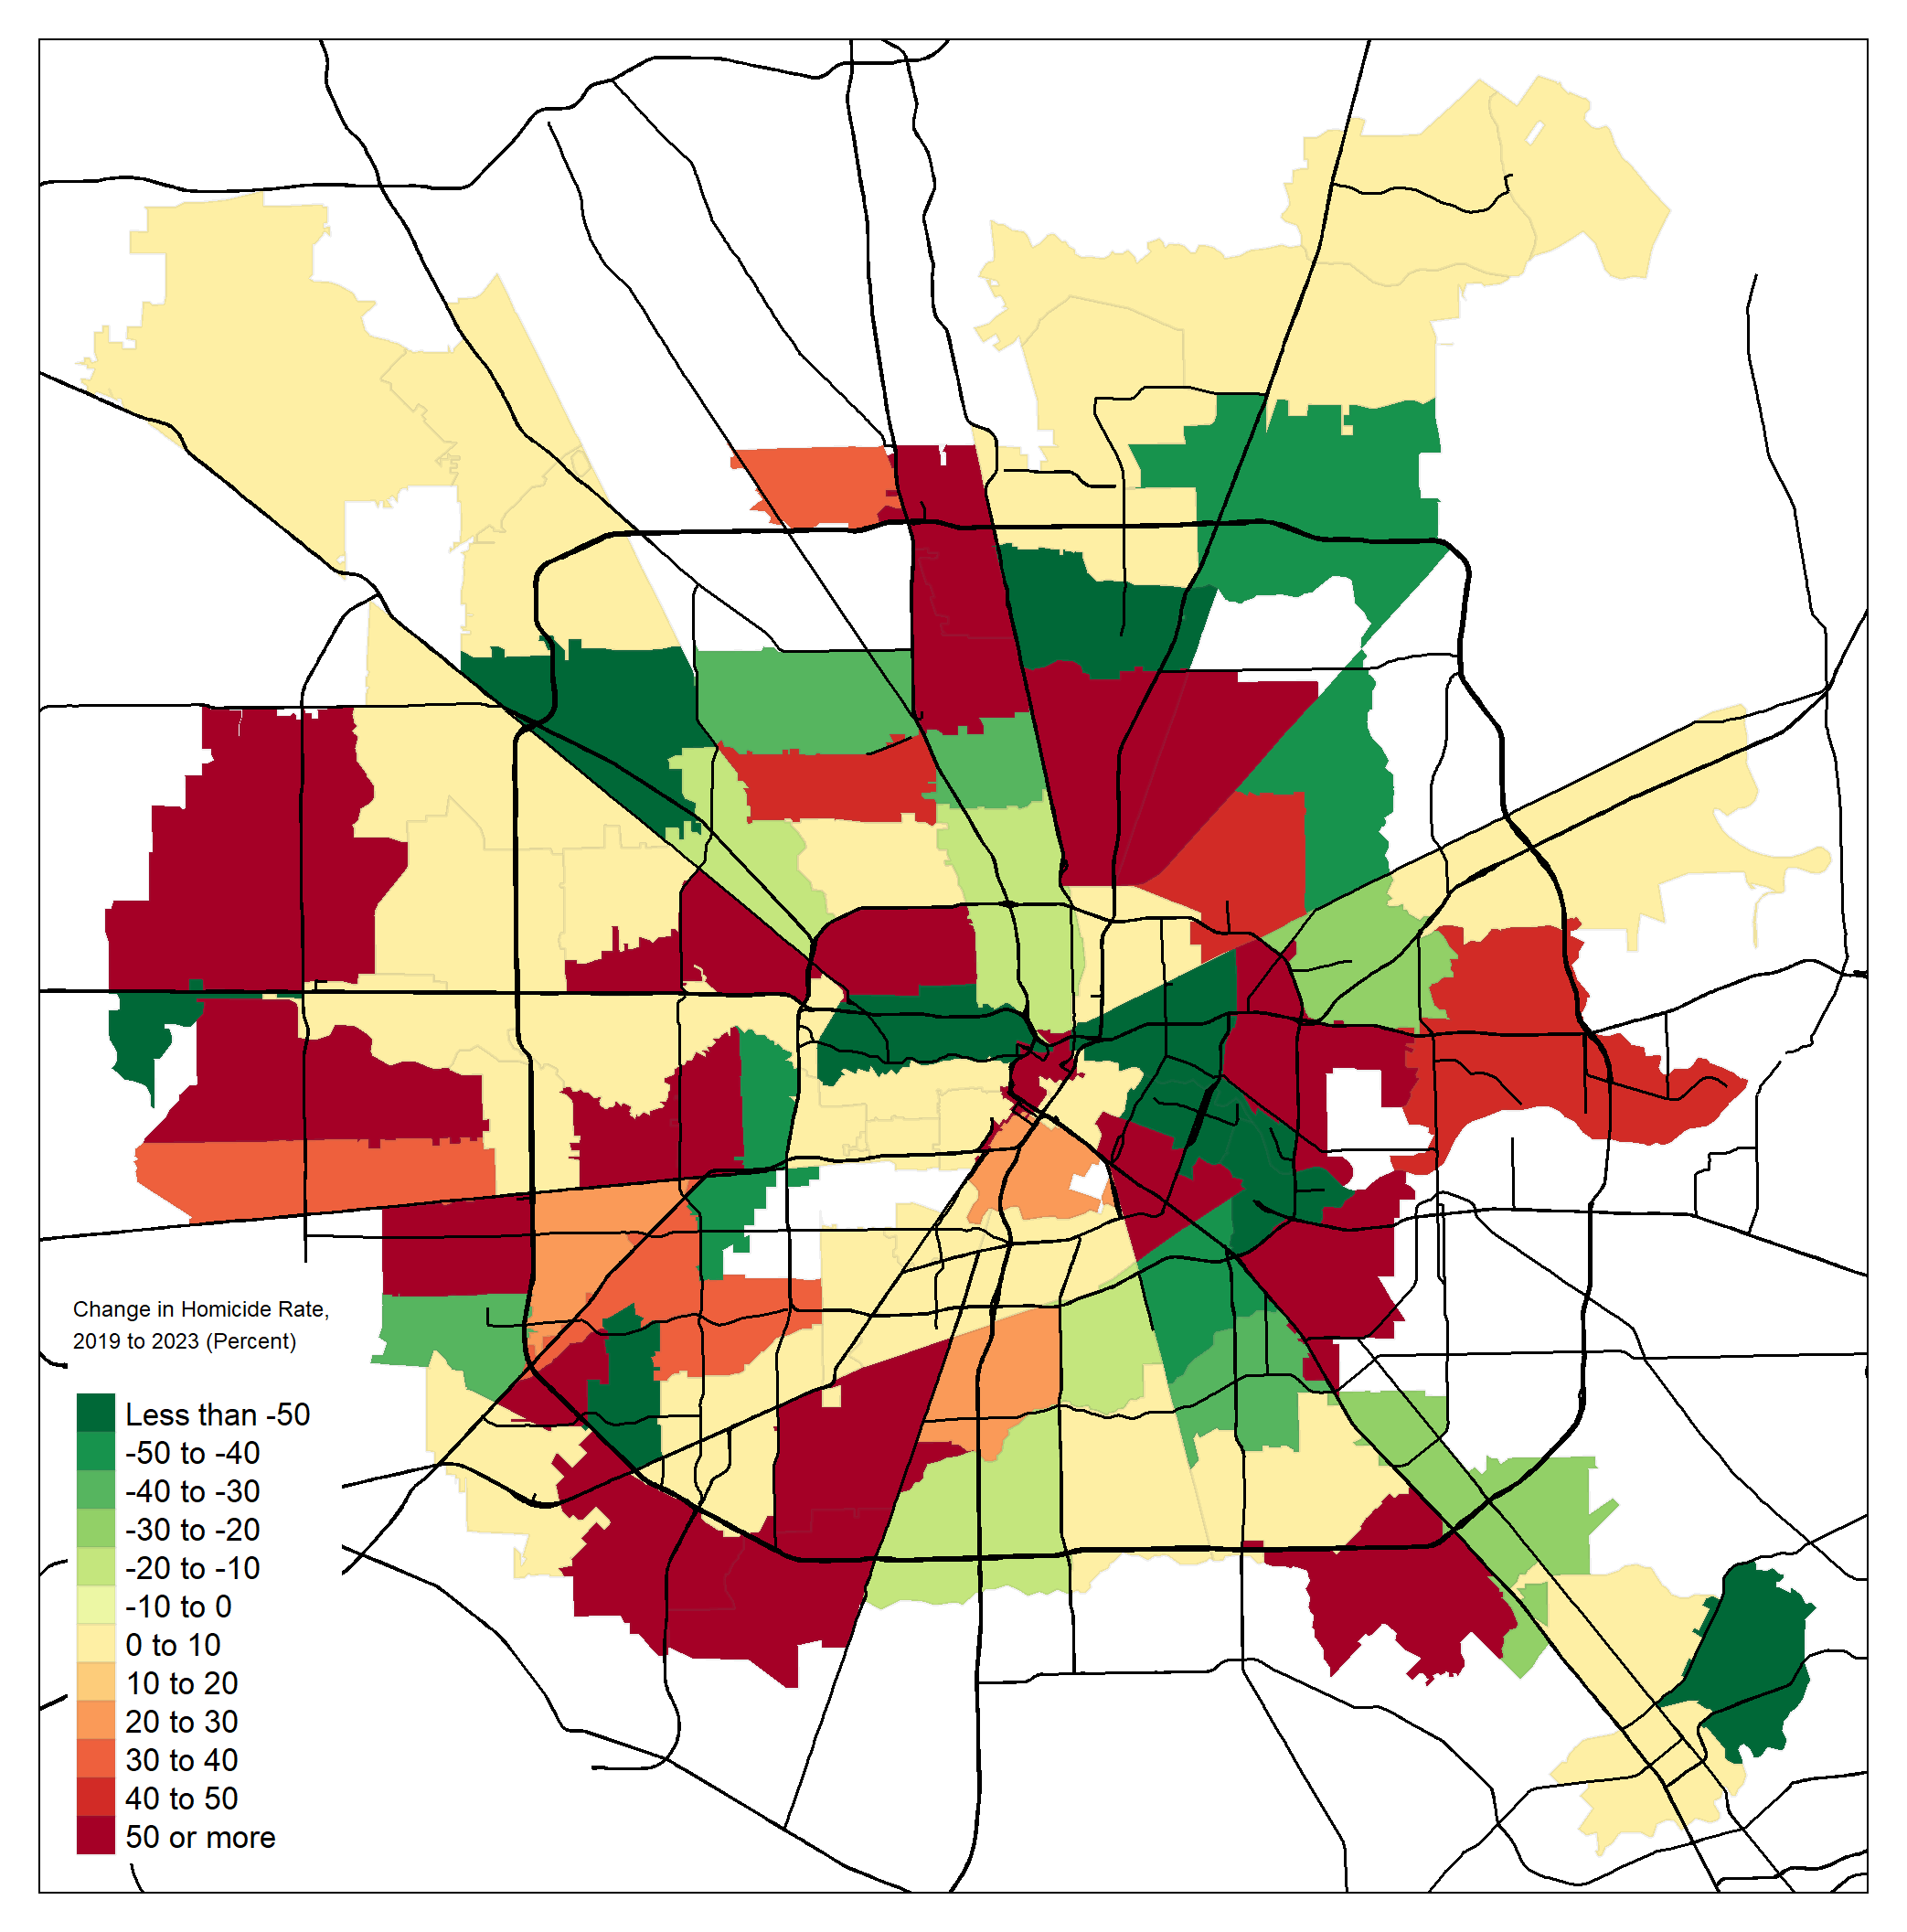 Change in Homicide Rate,
2019 to 2023 (Percent)
Less than -50
-50 to -40
-40 to -30
-30 to -20
-20 to -10
-10 to 0
0 to 10
10 to 20
20 to 30
30 to 40
40 to 50
50 or more